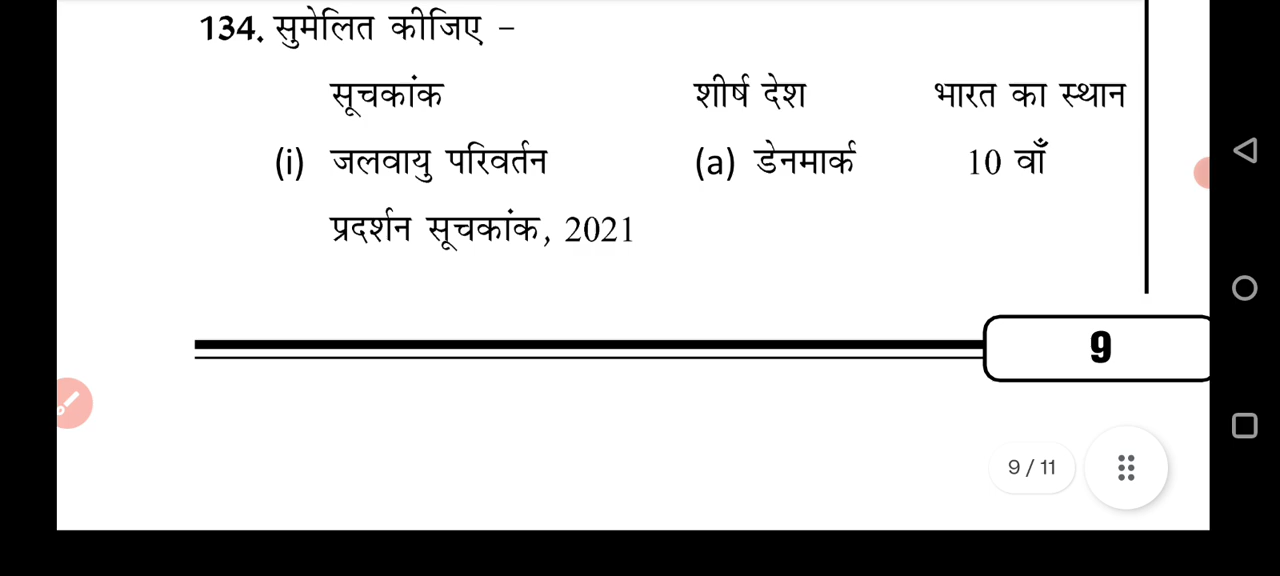 134. सुमेलित कीजिए –
सूचकांक शीर्ष देश भारत का स्थान
(i) जलवायु परिवर्तन (a) डेनमार्क 10 वाँ
प्रदर्शन सूचकांक, 2021
9
9 / 11